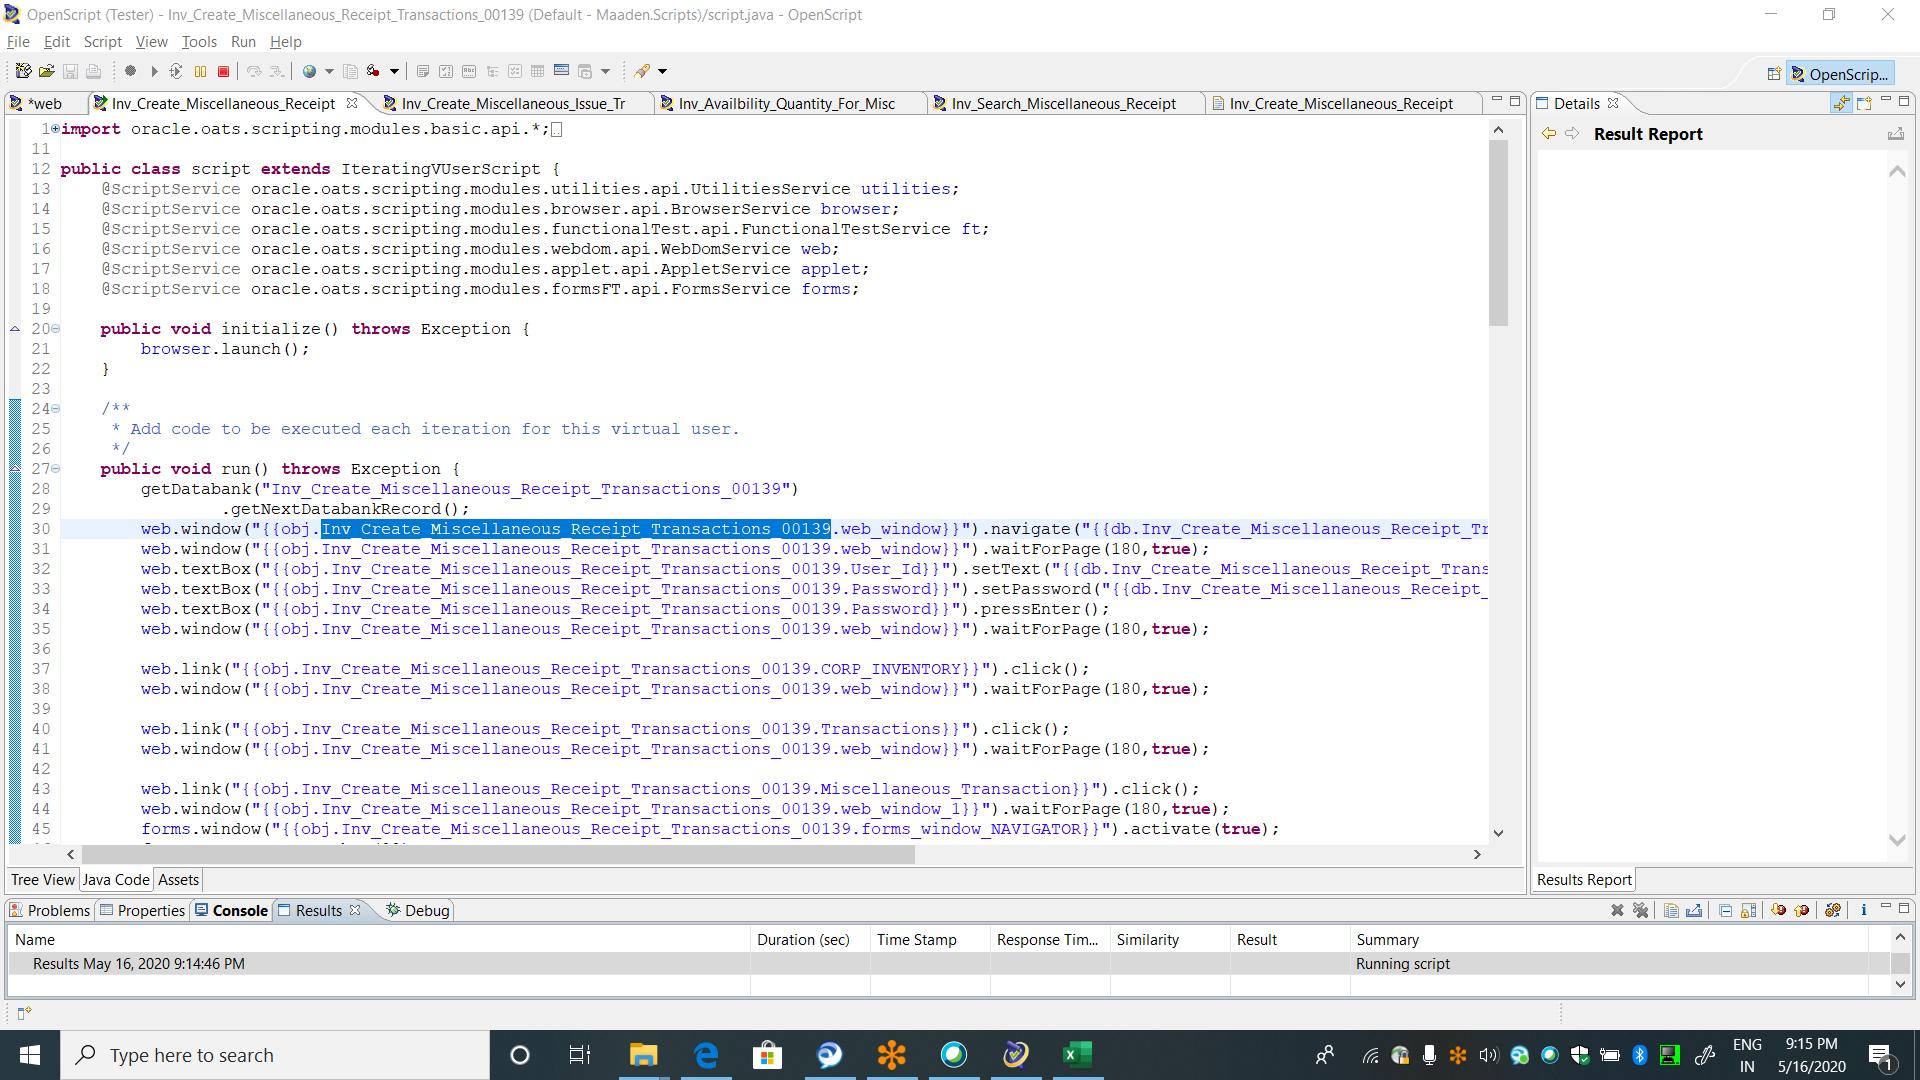 OpenScript (Tester) - Inv_Create_Miscellaneous_Receipt_Transactions_00139 (Default - Maaden.Scripts)/script.java - OpenScript
File Edit Script View Tools Run Help
OpenScrip...
*web Inv_Create_Miscellaneous_Receipt Inv_Create_Miscellaneous_Issue_Tr Inv_Availbility_Quantity_For_Misc Inv_Search_Miscellaneous_Receipt Inv_Create_Miscellaneous_Receipt
Details
Result Report
1 import oracle.oats.scripting.modules.basic.api.*;
11
12 public class script extends IteratingVUserScript {
13 @ScriptService oracle.oats.scripting.modules.utilities.api.UtilitiesService utilities;
14 @ScriptService oracle.oats.scripting.modules.browser.api.BrowserService browser;
15 @ScriptService oracle.oats.scripting.modules.functionalTest.api.FunctionalTestService ft;
16 @ScriptService oracle.oats.scripting.modules.webdom.api.WebDomService web;
17 @ScriptService oracle.oats.scripting.modules.applet.api.AppletService applet;
18 @ScriptService oracle.oats.scripting.modules.formsFT.api.FormsService forms;
19
20 public void initialize() throws Exception {
21 browser.launch();
22 }
23
24 /**
25 * Add code to be executed each iteration for this virtual user.
26 */
27 public void run() throws Exception {
28 getDatabank("Inv_Create_Miscellaneous_Receipt_Transactions_00139")
29 .getNextDatabankRecord();
30 web.window("{{obj.Inv_Create_Miscellaneous_Receipt_Transactions_00139.web_window}}").navigate("{{db.Inv_Create_Miscellaneous_Receipt_Tr
31 web.window("{{obj.Inv_Create_Miscellaneous_Receipt_Transactions_00139.web_window}}").waitForPage(180,true);
32 web.textBox("{{obj.Inv_Create_Miscellaneous_Receipt_Transactions_00139.User_Id}}").setText("{{db.Inv_Create_Miscellaneous_Receipt_Trans
33 web.textBox("{{obj.Inv_Create_Miscellaneous_Receipt_Transactions_00139.Password}}").setPassword("{{db.Inv_Create_Miscellaneous_Receipt_
34 web.textBox("{{obj.Inv_Create_Miscellaneous_Receipt_Transactions_00139.Password}}").pressEnter();
35 web.window("{{obj.Inv_Create_Miscellaneous_Receipt_Transactions_00139.web_window}}").waitForPage(180,true);
36
37 web.link("{{obj.Inv_Create_Miscellaneous_Receipt_Transactions_00139.CORP_INVENTORY}}").click();
38 web.window("{{obj.Inv_Create_Miscellaneous_Receipt_Transactions_00139.web_window}}").waitForPage(180,true);
39
40 web.link("{{obj.Inv_Create_Miscellaneous_Receipt_Transactions_00139.Transactions}}").click();
41 web.window("{{obj.Inv_Create_Miscellaneous_Receipt_Transactions_00139.web_window}}").waitForPage(180,true);
42
43 web.link("{{obj.Inv_Create_Miscellaneous_Receipt_Transactions_00139.Miscellaneous_Transaction}}").click();
44 web.window("{{obj.Inv_Create_Miscellaneous_Receipt_Transactions_00139.web_window_1}}").waitForPage(180,true);
45 forms.window("{{obj.Inv_Create_Miscellaneous_Receipt_Transactions_00139.forms_window_NAVIGATOR}}").activate(true);
Tree View Java Code Assets
Results Report
Problems Properties Console Results Debug
Name Duration (sec) Time Stamp Response Tim... Similarity Result Summary
Results May 16, 2020 9:14:46 PM Running script
Type here to search
ENG
IN
9:15 PM
5/16/2020
1